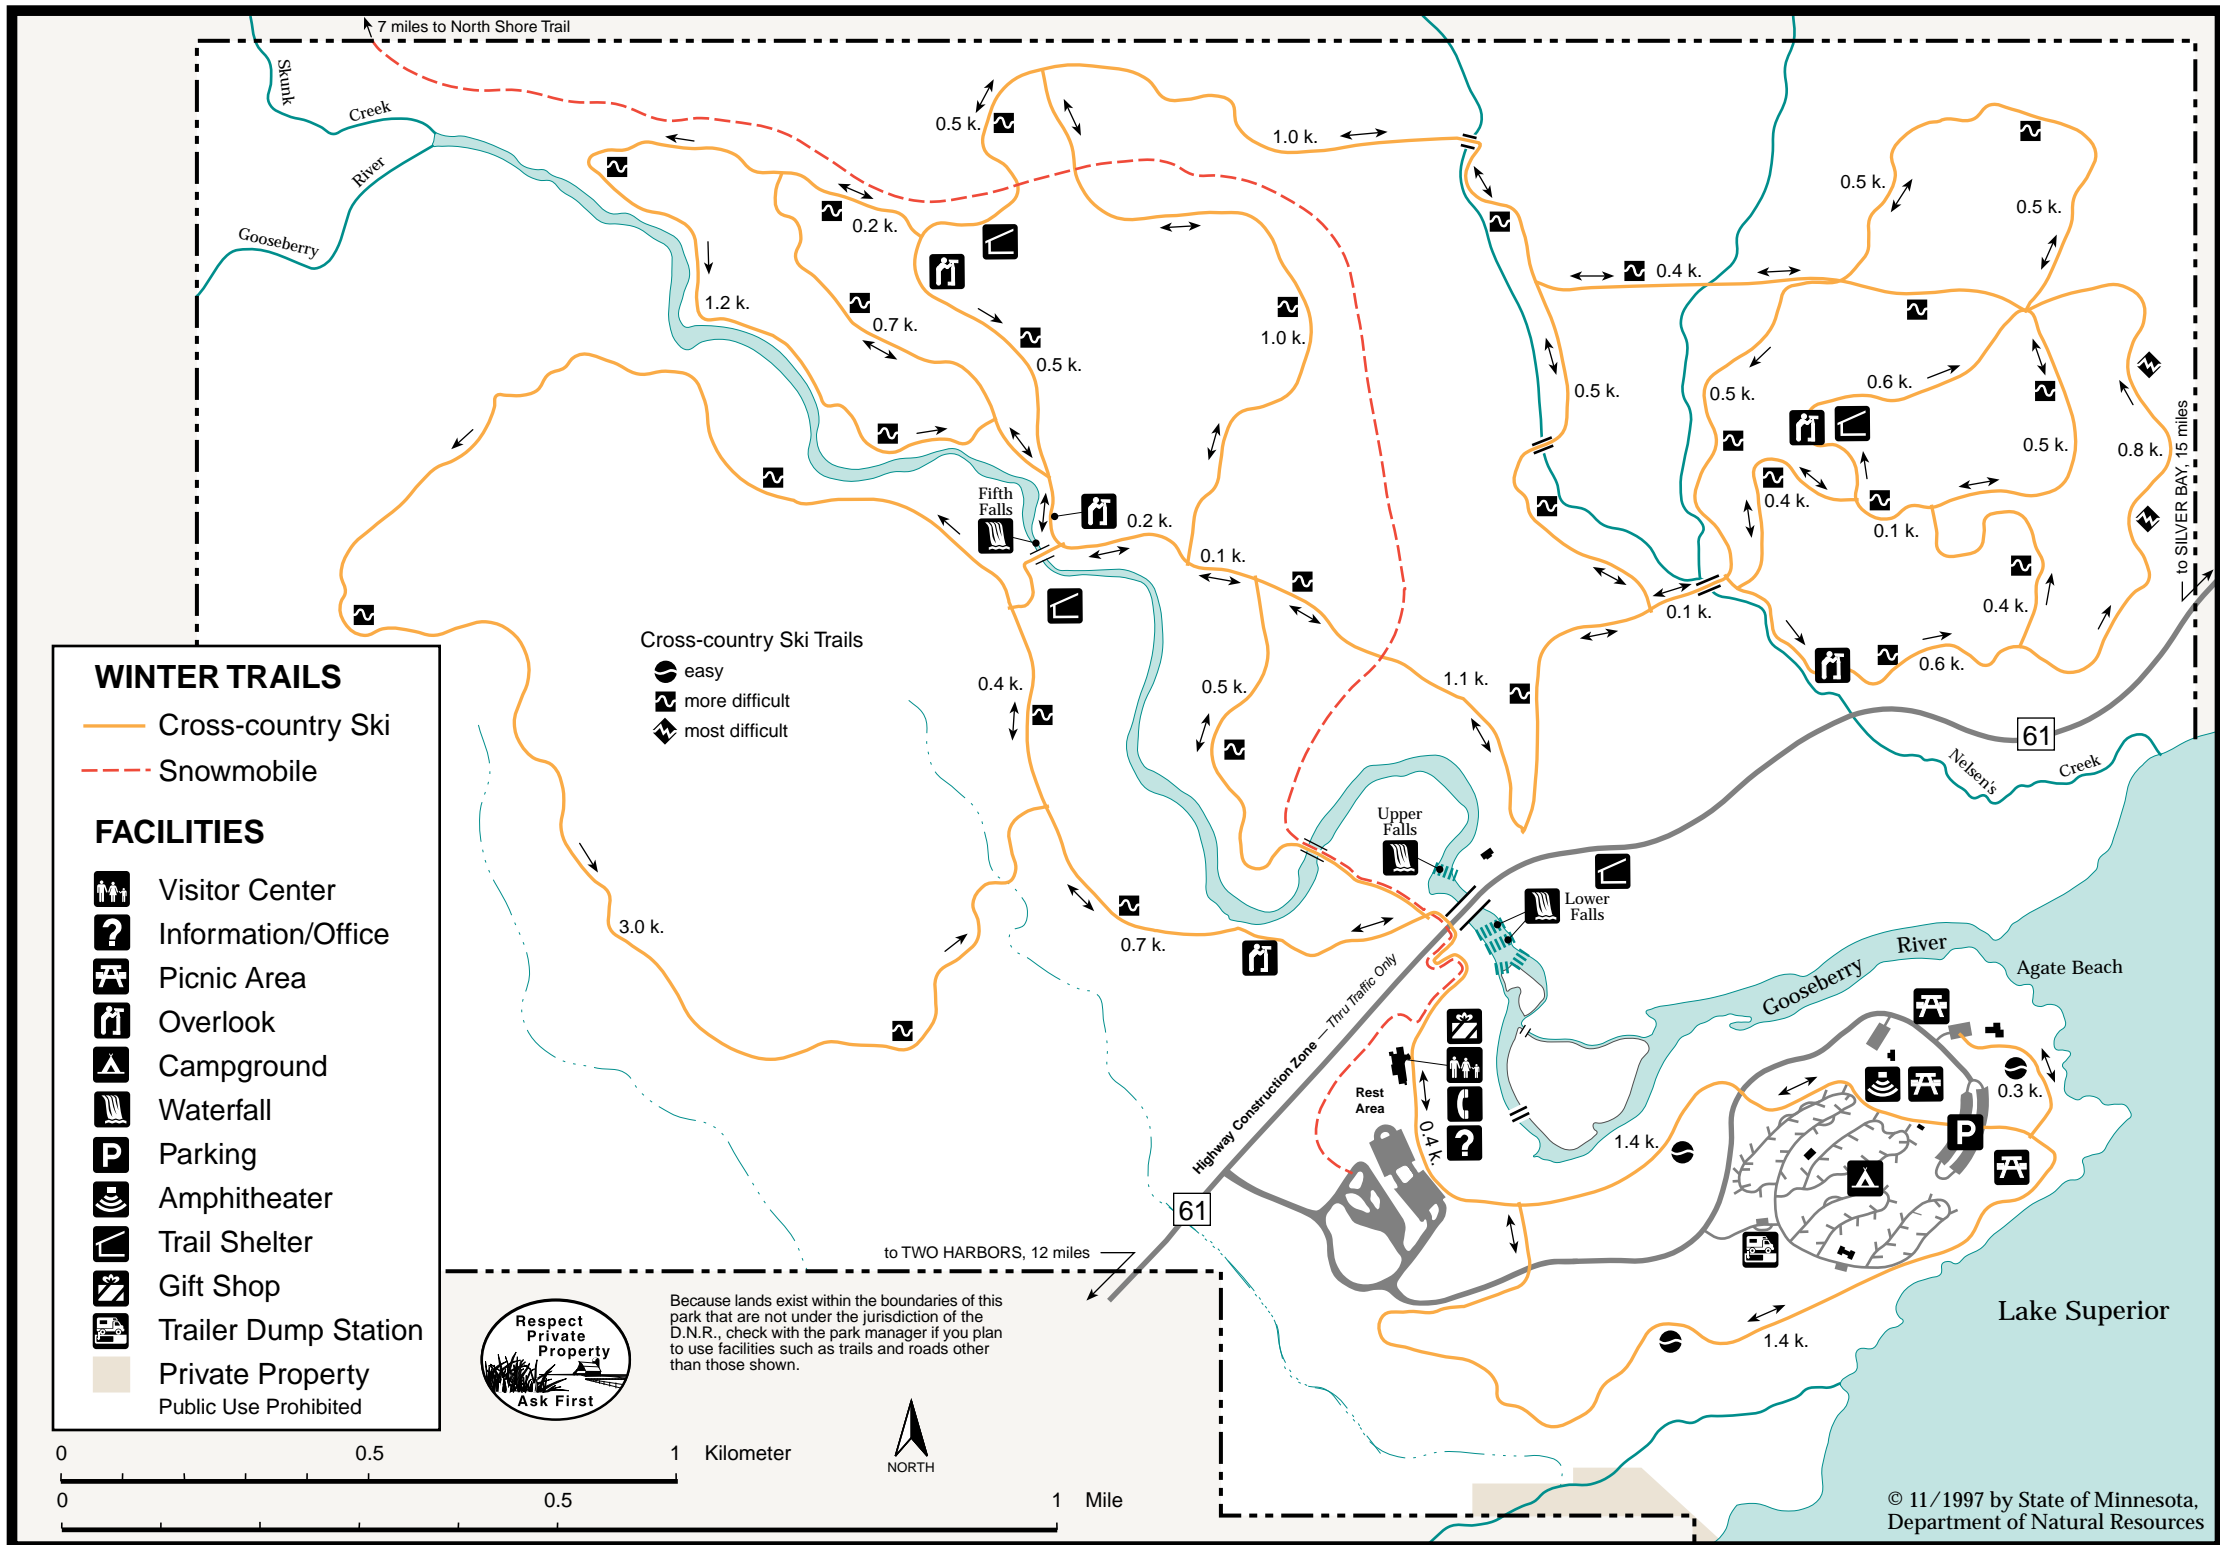 7 miles to North Shore Trail
Skunk
Creek
River
Gooseberry
0.5 k.
1.0 k.
0.5 k.
0.5 k.
0.2 k.
0.4 k.
1.2 k.
0.7 k.
0.5 k.
1.0 k.
0.5 k.
0.5 k.
0.6 k.
0.5 k.
0.8 k.
to SILVER BAY, 15 miles
Fifth
Falls
0.2 k.
0.4 k.
0.1 k.
0.1 k.
0.1 k.
0.4 k.
0.6 k.
Cross-country Ski Trails
easy
more difficult
most difficult
0.4 k.
0.5 k.
1.1 k.
61
Nelsen's
Creek
WINTER TRAILS
Cross-country Ski
Snowmobile
FACILITIES
Visitor Center
? Information/Office
Picnic Area
Overlook
Campground
Waterfall
P Parking
Amphitheater
Trail Shelter
Gift Shop
Trailer Dump Station
Private Property
Public Use Prohibited
Upper
Falls
Lower
Falls
3.0 k.
0.7 k.
Highway Construction Zone — Thru Traffic Only
Gooseberry
River
Agate Beach
Rest
Area
0.4 k.
?
1.4 k.
0.3 k.
P
61
to TWO HARBORS, 12 miles
Lake Superior
1.4 k.
Respect
Private
Property
Ask First
Because lands exist within the boundaries of this
park that are not under the jurisdiction of the
D.N.R., check with the park manager if you plan
to use facilities such as trails and roads other
than those shown.
NORTH
0 0.5 1 Kilometer
0 0.5 1 Mile
© 11/1997 by State of Minnesota,
Department of Natural Resources